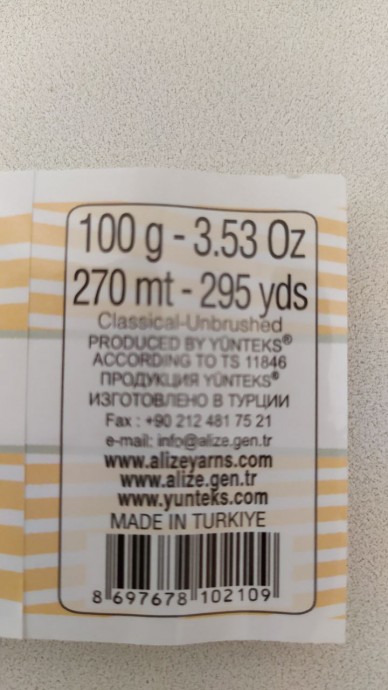 100 g - 3.53 Oz
270 mt - 295 yds
Classical-Unbrushed
PRODUCED BY YÜNTEKS®
ACCORDING TO TS 11846
ПРОДУКЦИЯ YÜNTEKS®
ИЗГОТОВЛЕНО В ТУРЦИИ
Fax : +90 212 481 75 21
e-mail: info@alize.gen.tr
www.alizeyarns.com
www.alize.gen.tr
www.yunteks.com
MADE IN TURKIYE
8 697678 102109